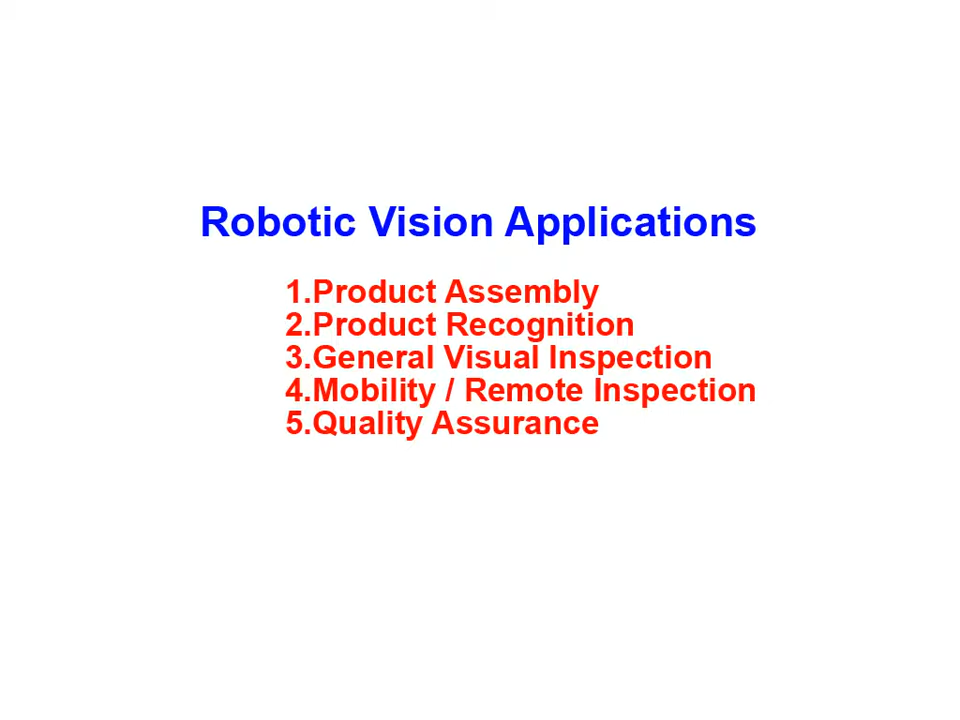 Robotic Vision Applications
1.Product Assembly
2.Product Recognition
3.General Visual Inspection
4.Mobility / Remote Inspection
5.Quality Assurance